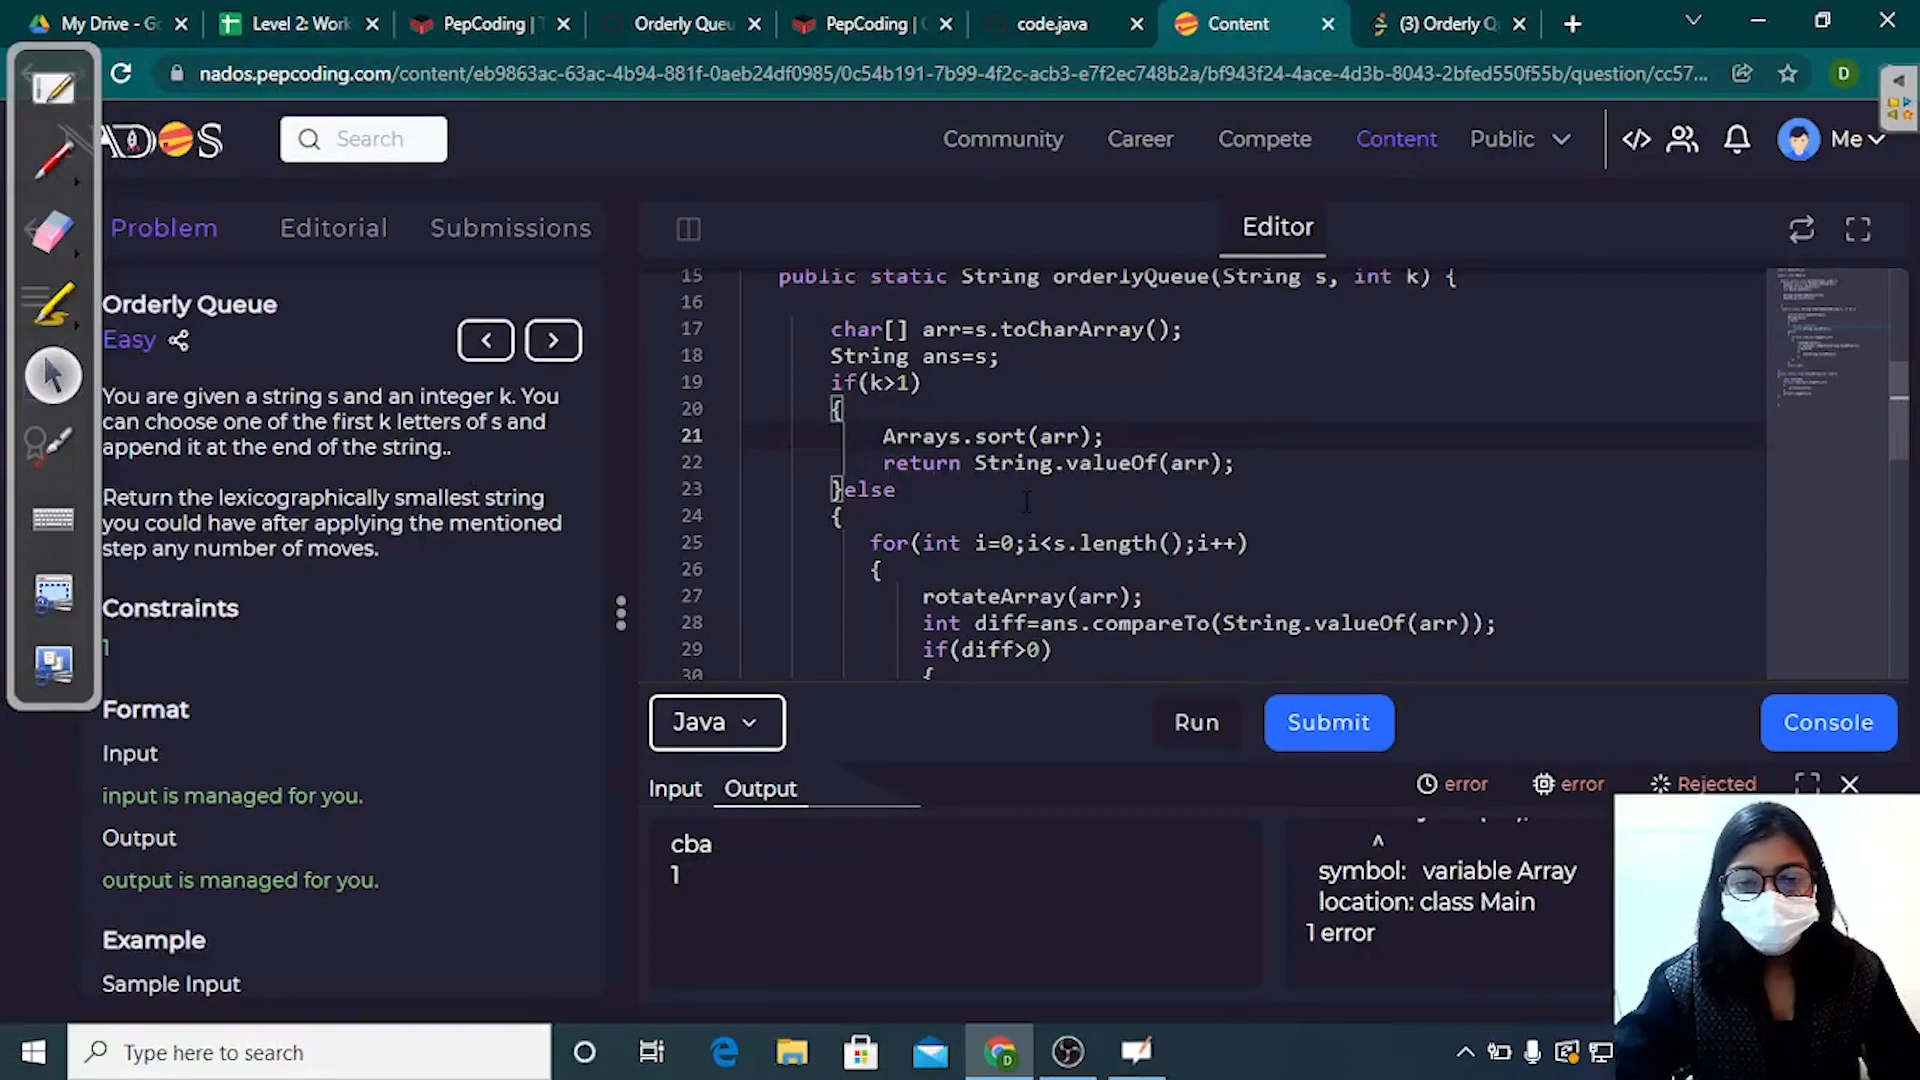 My Drive - Go
Level 2: Work
PepCoding | T
Orderly Queu
PepCoding |
code.java
Content
(3) Orderly Q
nados.pepcoding.com/content/eb9863ac-63ac-4b94-881f-0aeb24df0985/0c54b191-7b99-4f2c-acb3-e7f2ec748b2a/bf943f24-4ace-4d3b-8043-2bfed550f55b/question/cc57...
D
NADOS
Search
Community
Career
Compete
Content
Public
Me
Problem
Editorial
Submissions
Editor
Orderly Queue
Easy
You are given a string s and an integer k. You
can choose one of the first k letters of s and
append it at the end of the string..
Return the lexicographically smallest string
you could have after applying the mentioned
step any number of moves.
Constraints
1
Format
Input
input is managed for you.
Output
output is managed for you.
Example
Sample Input
15 public static String orderlyQueue(String s, int k) {
16
17 char[] arr=s.toCharArray();
18 String ans=s;
19 if(k>1)
20 {
21 Arrays.sort(arr);
22 return String.valueOf(arr);
23 }else
24 {
25 for(int i=0;i<s.length();i++)
26 {
27 rotateArray(arr);
28 int diff=ans.compareTo(String.valueOf(arr));
29 if(diff>0)
30 {
Java
Run
Submit
Console
Input
Output
error
error
Rejected
cba
1
^
symbol: variable Array
location: class Main
1 error
Type here to search